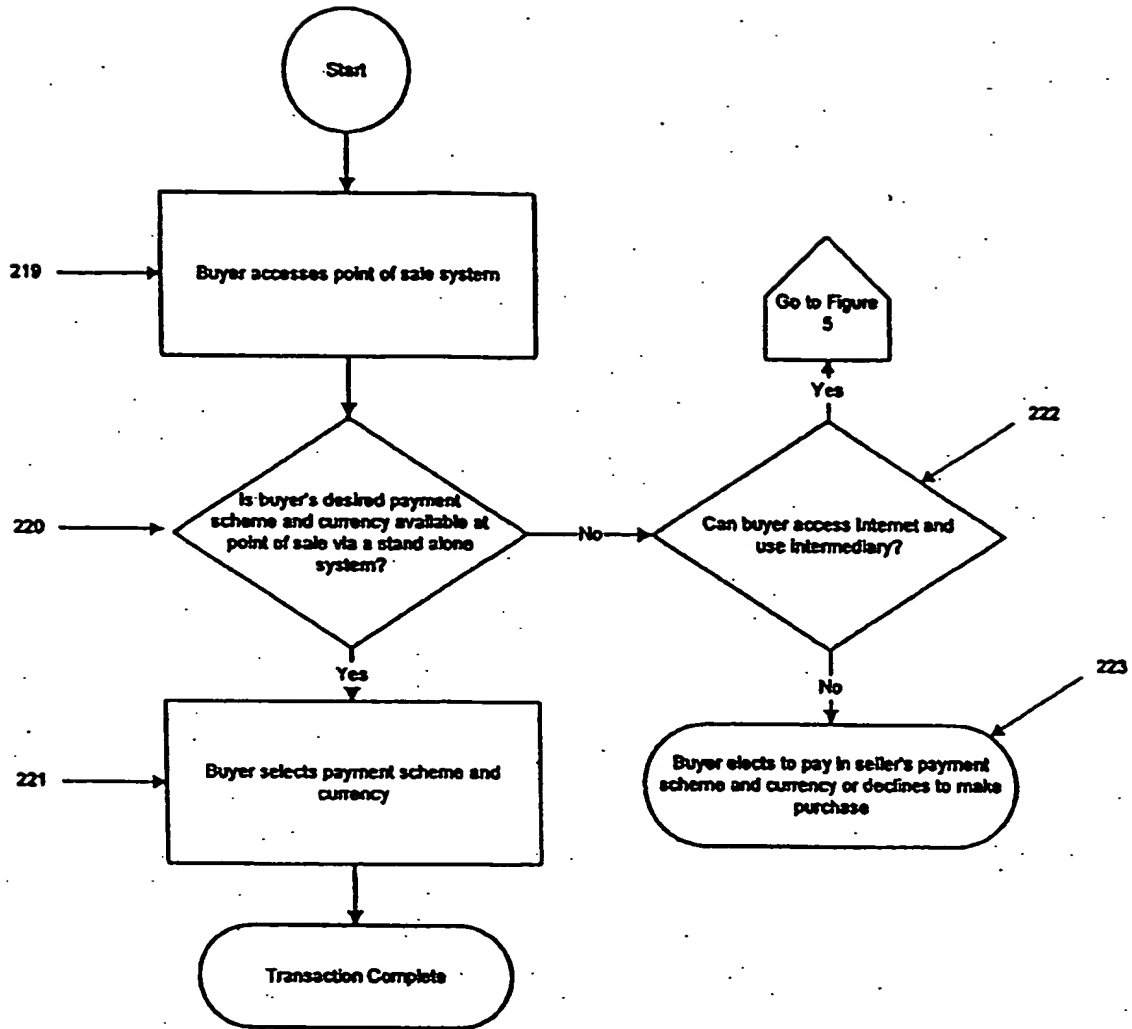 Start
219
Buyer accesses point of sale system
Go to Figure
5
Yes
222
220
Is buyer's desired payment
scheme and currency available at
point of sale via a stand alone
system?
No
Can buyer access Internet and
use intermediary?
Yes
No
223
221
Buyer selects payment scheme and
currency
Buyer elects to pay in seller's payment
scheme and currency or declines to make
purchase
Transaction Complete